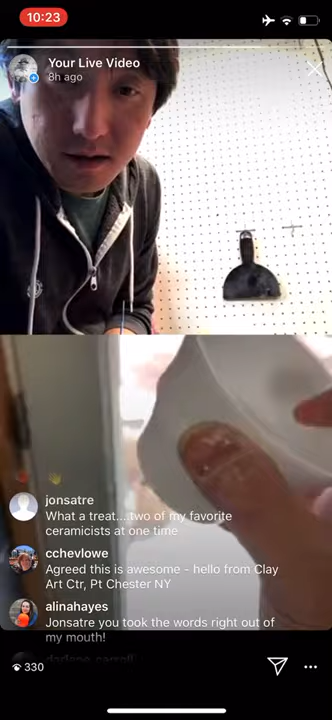 10:23
Your Live Video
8h ago
jonsatre
What a treat....two of my favorite
ceramicists at one time
cchevlowe
Agreed this is awesome - hello from Clay
Art Ctr, Pt Chester NY
alinahayes
Jonsatre you took the words right out of
my mouth!
darlene_carroll
330